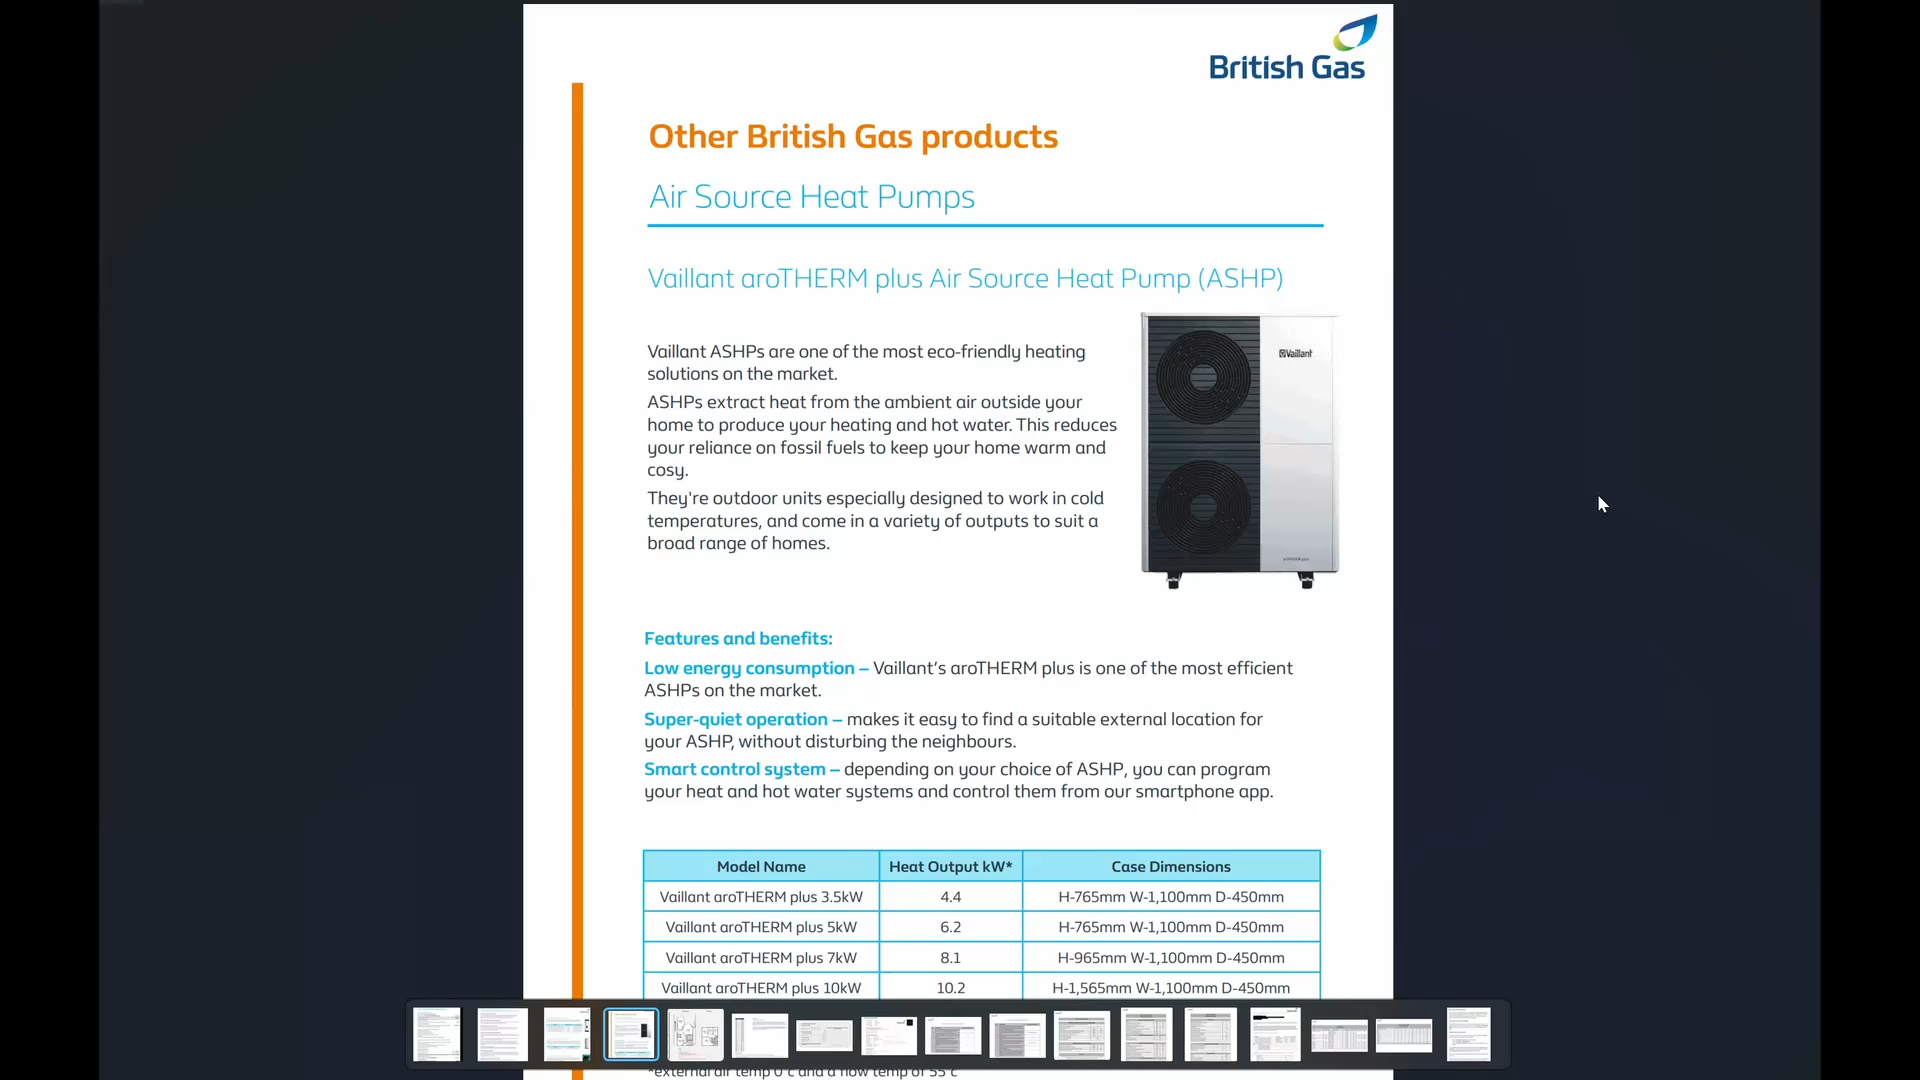 British Gas
Other British Gas products
Air Source Heat Pumps
Vaillant aroTHERM plus Air Source Heat Pump (ASHP)
Vaillant ASHPs are one of the most eco-friendly heating
solutions on the market.
ASHPs extract heat from the ambient air outside your
home to produce your heating and hot water. This reduces
your reliance on fossil fuels to keep your home warm and
cosy.
They're outdoor units especially designed to work in cold
temperatures, and come in a variety of outputs to suit a
broad range of homes.
Vaillant
Features and benefits:
Low energy consumption – Vaillant’s aroTHERM plus is one of the most efficient
ASHPs on the market.
Super-quiet operation – makes it easy to find a suitable external location for
your ASHP, without disturbing the neighbours.
Smart control system – depending on your choice of ASHP, you can program
your heat and hot water systems and control them from our smartphone app.
Model Name Heat Output kW* Case Dimensions
Vaillant aroTHERM plus 3.5kW 4.4 H-765mm W-1,100mm D-450mm
Vaillant aroTHERM plus 5kW 6.2 H-765mm W-1,100mm D-450mm
Vaillant aroTHERM plus 7kW 8.1 H-965mm W-1,100mm D-450mm
Vaillant aroTHERM plus 10kW 10.2 H-1,565mm W-1,100mm D-450mm
*external air temp 0°c and a flow temp of 55°c